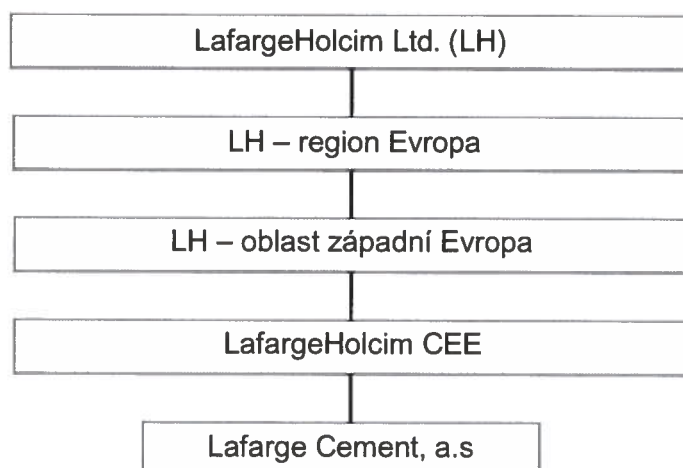 LafargeHolcim Ltd. (LH)
LH – region Evropa
LH – oblast západní Evropa
LafargeHolcim CEE
Lafarge Cement, a.s